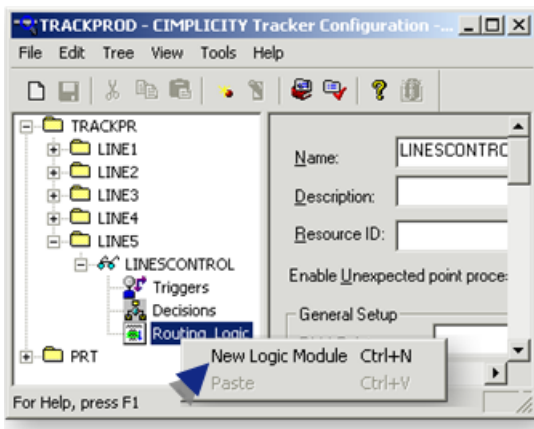 TRACKPROD - CIMPLICITY Tracker Configuration -...
File Edit Tree View Tools Help
TRACKPR
LINE1
LINE2
LINE3
LINE4
LINE5
LINESCONTROL
Triggers
Decisions
Routing Logic
PRT
Name: LINESCONTRO
Description:
Resource ID:
Enable Unexpected point proces
General Setup
New Logic Module Ctrl+N
Paste Ctrl+V
For Help, press F1